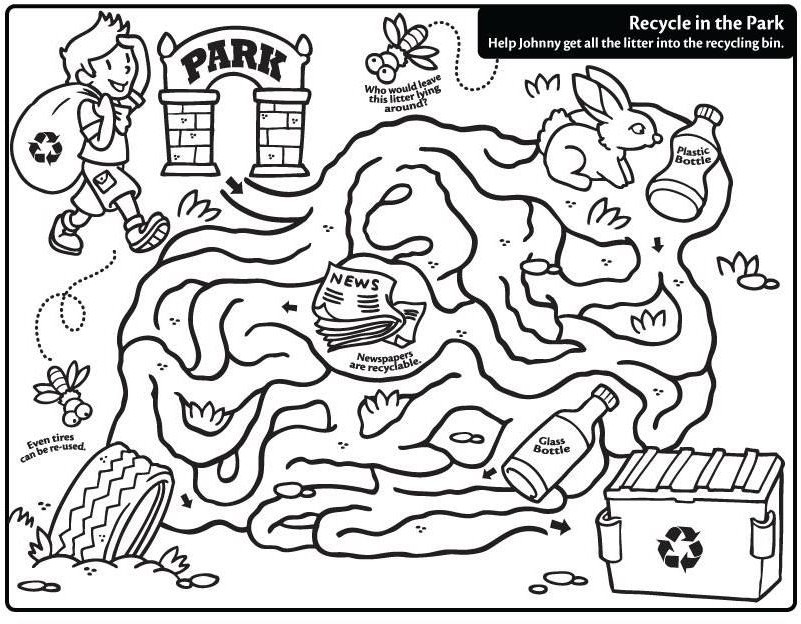 Recycle in the Park
Help Johnny get all the litter into the recycling bin.
PARK
Who would leave
this litter lying
around?
Plastic
Bottle
NEWS
Newspapers
are recyclable.
Even tires
can be re-used.
Glass
Bottle